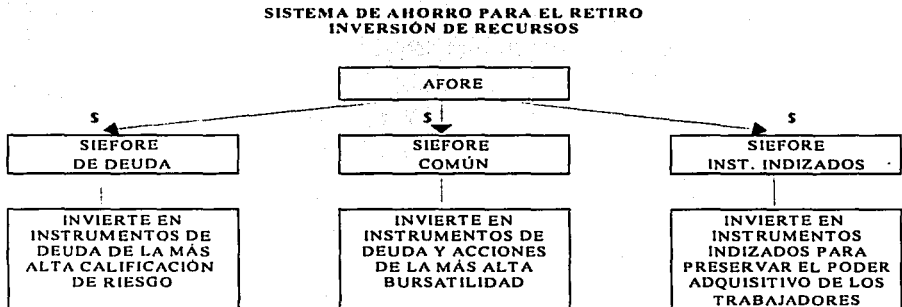 SISTEMA DE AHORRO PARA EL RETIRO
INVERSIÓN DE RECURSOS
AFORE
$ $ $
SIEFORE
DE DEUDA
SIEFORE
COMÚN
SIEFORE
INST. INDIZADOS
INVIERTE EN
INSTRUMENTOS DE
DEUDA DE LA MÁS
ALTA CALIFICACIÓN
DE RIESGO
INVIERTE EN
INSTRUMENTOS DE
DEUDA Y ACCIONES
DE LA MÁS ALTA
BURSATILIDAD
INVIERTE EN
INSTRUMENTOS
INDIZADOS PARA
PRESERVAR EL PODER
ADQUISITIVO DE LOS
TRABAJADORES